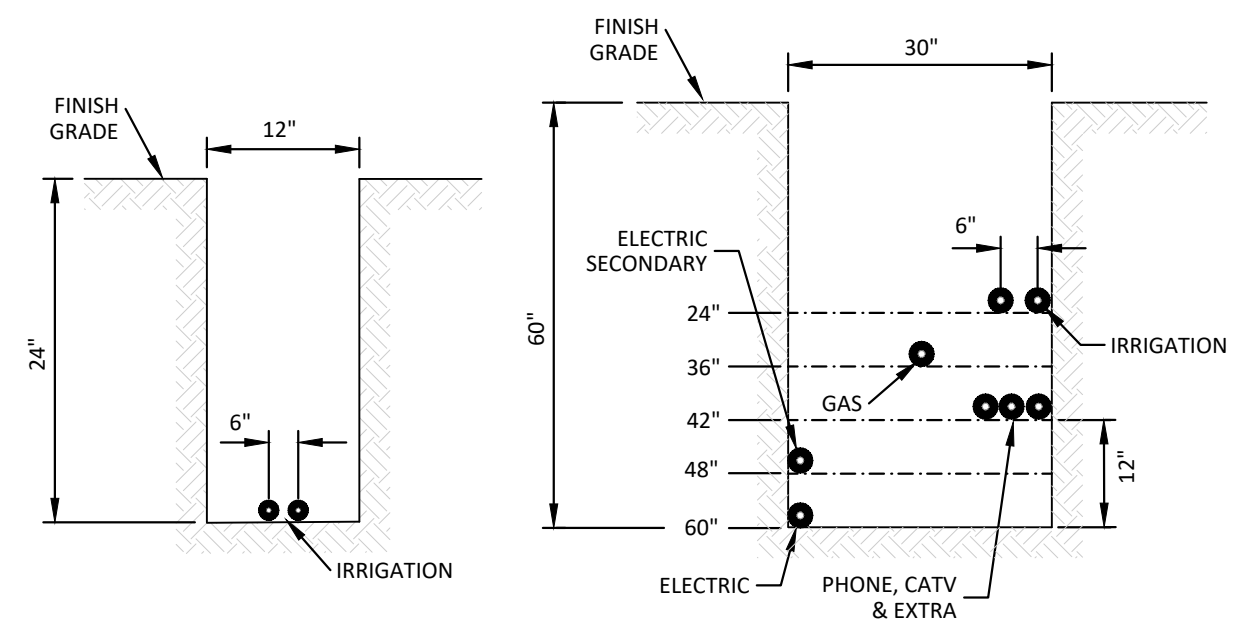 FINISH
GRADE
12"
24"
6"
IRRIGATION
FINISH
GRADE
30"
60"
ELECTRIC
SECONDARY
6"
24"
IRRIGATION
36"
GAS
42"
48"
12"
60"
ELECTRIC
PHONE, CATV
& EXTRA